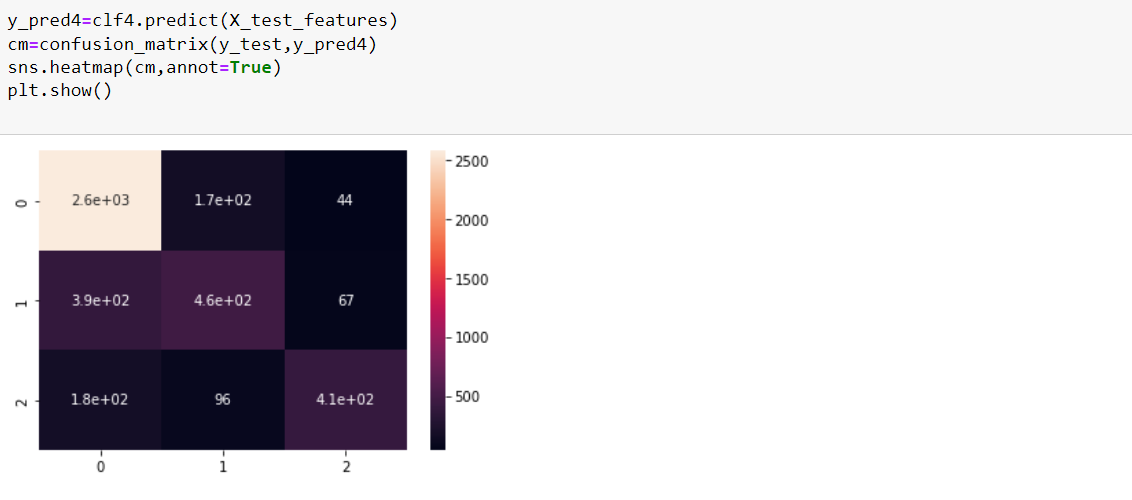 y_pred4=clf4.predict(X_test_features)
cm=confusion_matrix(y_test,y_pred4)
sns.heatmap(cm,annot=True)
plt.show()
2500
0 2.6e+03 1.7e+02 44
2000
1500
1 3.9e+02 4.6e+02 67
1000
2 1.8e+02 96 4.1e+02
500
0 1 2